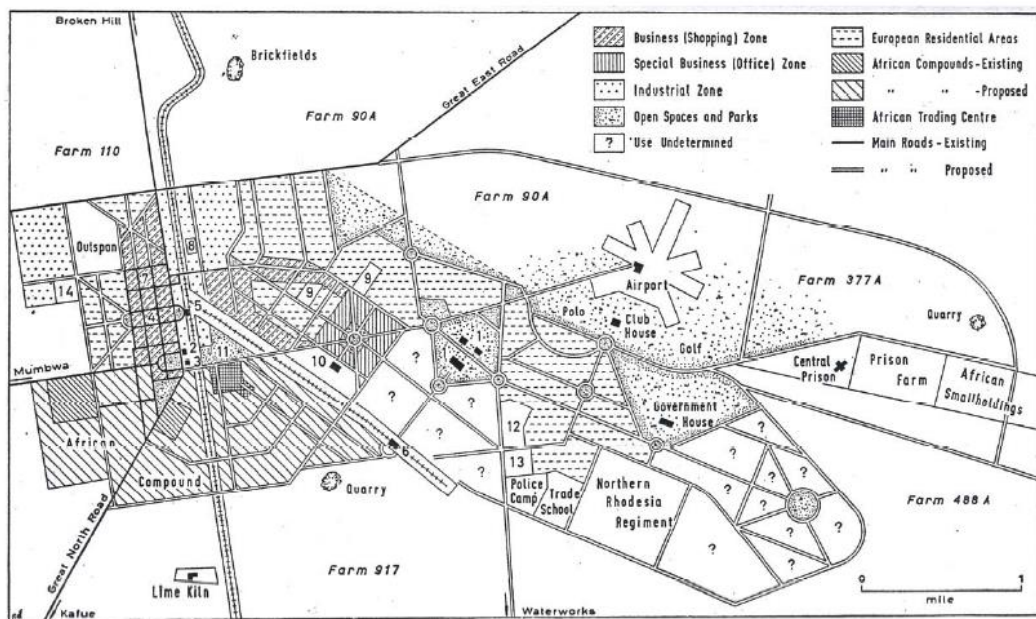 Broken Hill
Brickfields
Great East Road
Farm 90A
Farm 110
Business (Shopping) Zone
Special Business (Office) Zone
Industrial Zone
Open Spaces and Parks
? Use Undetermined
European Residential Areas
African Compounds-Existing
" " -Proposed
African Trading Centre
Main Roads-Existing
" " Proposed
Farm 90A
Outspan
8
7
14
9
9
Airport
Farm 377A
4
5
Polo
Club
House
Quarry
2
3
11
10
1
1
Golf
Central
Prison
Prison
Farm
African
Smallholdings
Mumbwa
?
?
?
?
?
6
12
13
Government
House
African
Compound
Quarry
Police
Camp
Trade
School
Northern
Rhodesia
Regiment
?
?
?
?
?
?
?
?
?
Farm 488A
Great North Road
Farm 917
Lime Kiln
0 1
mile
Kafue
Waterworks